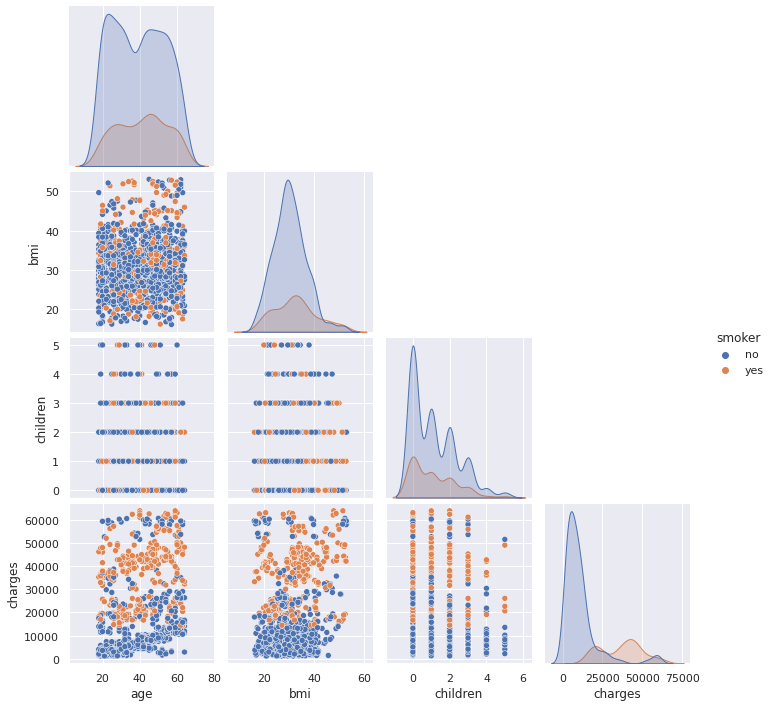 bmi
50
40
30
20
children
5
4
3
2
1
0
smoker
no
yes
charges
60000
50000
40000
30000
20000
10000
0
20 40 60 80
20 40 60
0 2 4 6
0 25000 50000 75000
age bmi children charges